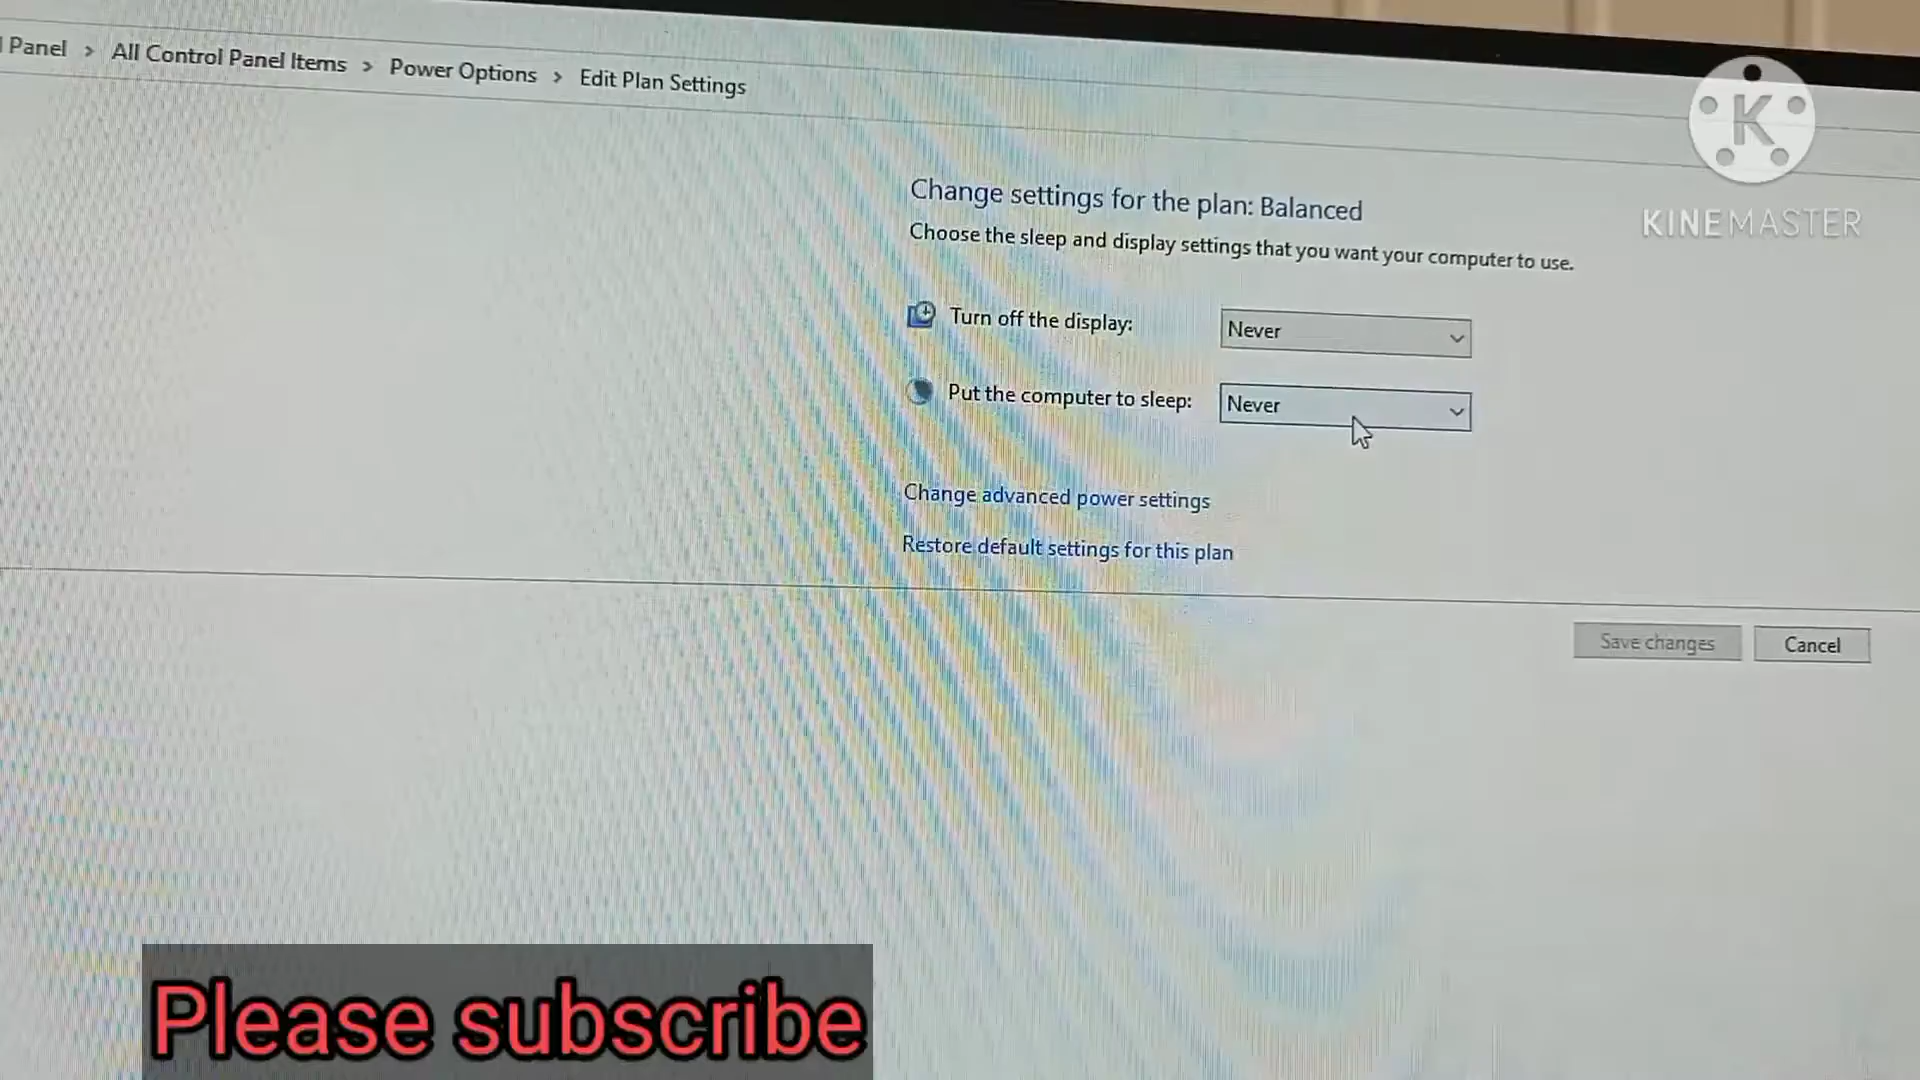 Panel > All Control Panel Items > Power Options > Edit Plan Settings
K
KINEMASTER
Change settings for the plan: Balanced
Choose the sleep and display settings that you want your computer to use.
Turn off the display: Never
Put the computer to sleep: Never
Change advanced power settings
Restore default settings for this plan
Save changes Cancel
Please subscribe